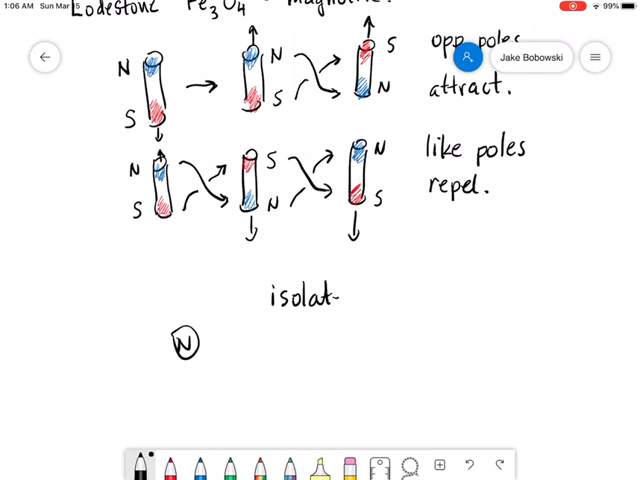 1:06 AM Sun Mar 15 99%
Lodestone Fe3O4 magnetite.
N N S opp poles
Jake Bobowski
S S N attract.
N S N like poles
S N S repel.
isolat-
N